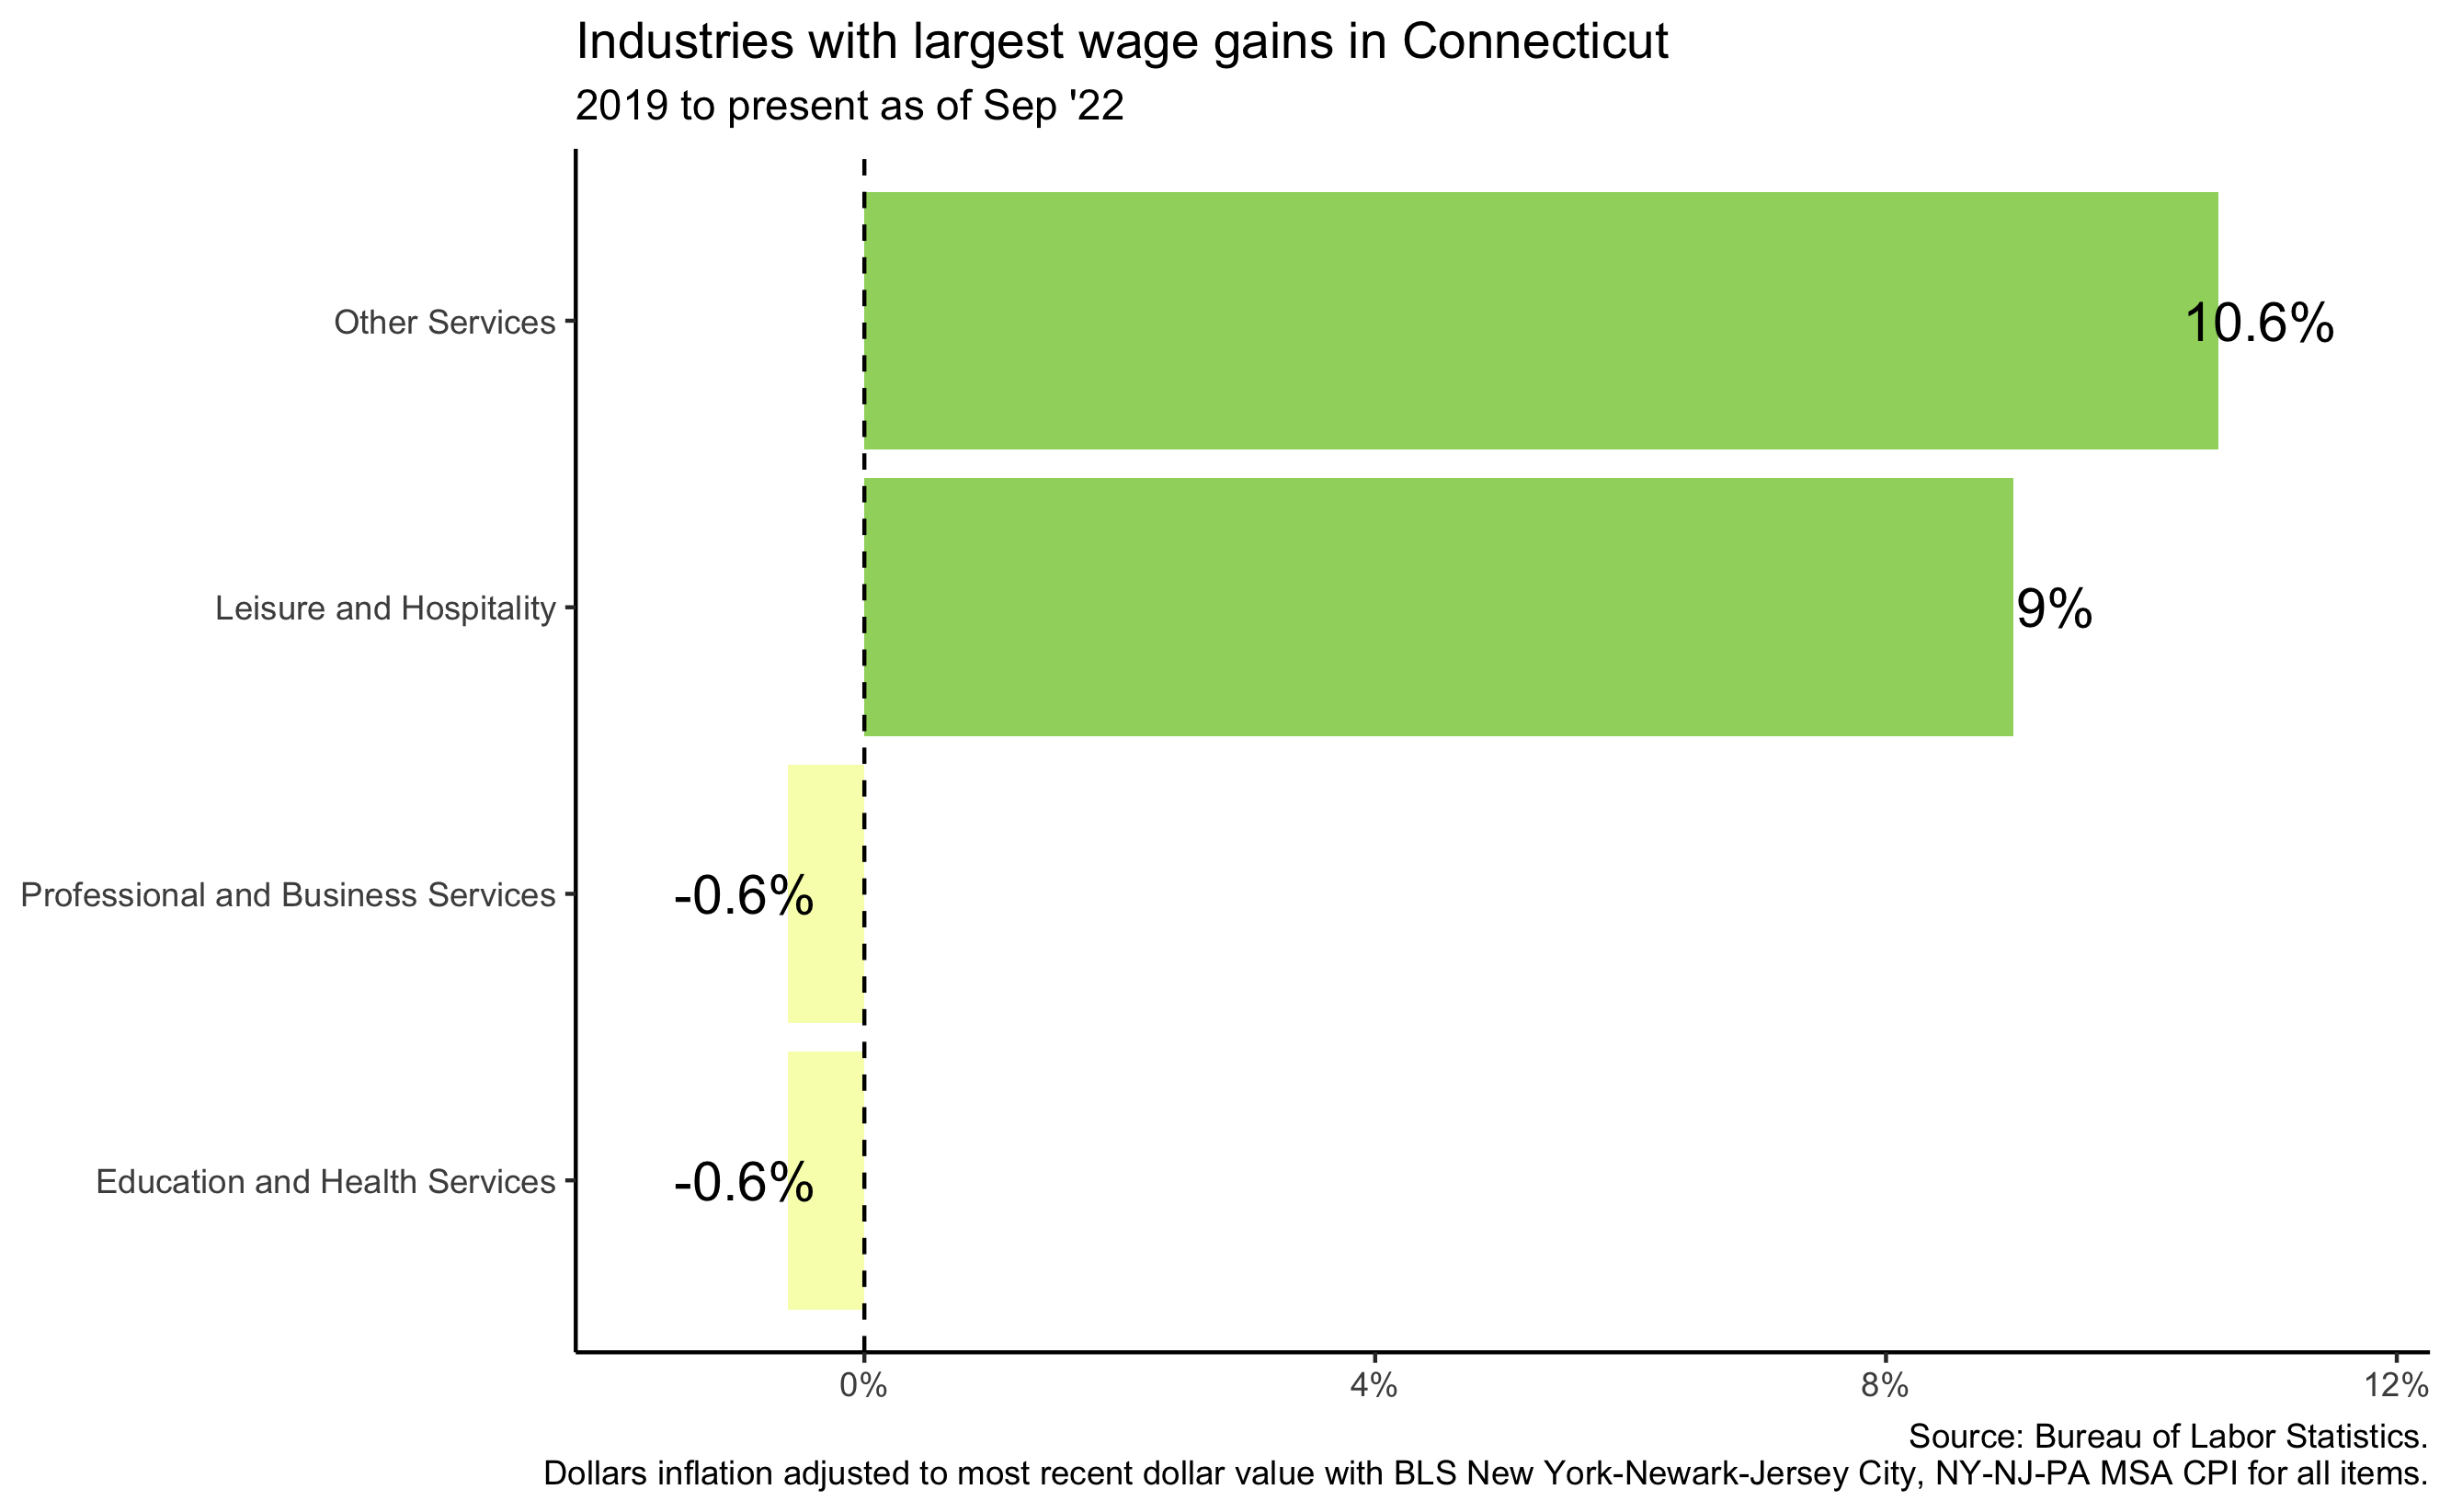 Industries with largest wage gains in Connecticut
2019 to present as of Sep '22
Other Services
10.6%
Leisure and Hospitality
9%
Professional and Business Services
-0.6%
Education and Health Services
-0.6%
0%
4%
8%
12%
Source: Bureau of Labor Statistics.
Dollars inflation adjusted to most recent dollar value with BLS New York-Newark-Jersey City, NY-NJ-PA MSA CPI for all items.